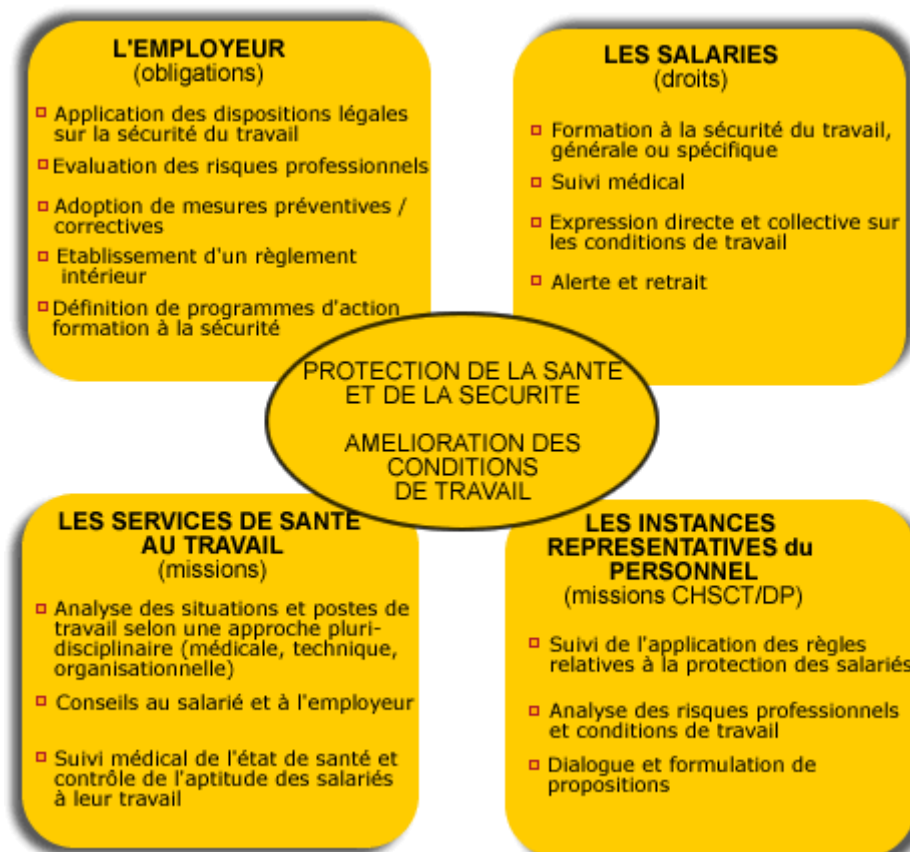 L'EMPLOYEUR
(obligations)
Application des dispositions légales
sur la sécurité du travail
Evaluation des risques professionnels
Adoption de mesures préventives /
correctives
Etablissement d'un règlement
intérieur
Définition de programmes d'action
formation à la sécurité
LES SALARIES
(droits)
Formation à la sécurité du travail,
générale ou spécifique
Suivi médical
Expression directe et collective sur
les conditions de travail
Alerte et retrait
PROTECTION DE LA SANTE
ET DE LA SECURITE
AMELIORATION DES
CONDITIONS
DE TRAVAIL
LES SERVICES DE SANTE
AU TRAVAIL
(missions)
Analyse des situations et postes de
travail selon une approche pluri-
disciplinaire (médicale, technique,
organisationnelle)
Conseils au salarié et à l'employeur
Suivi médical de l'état de santé et
contrôle de l'aptitude des salariés
à leur travail
LES INSTANCES
REPRESENTATIVES du
PERSONNEL
(missions CHSCT/DP)
Suivi de l'application des règles
relatives à la protection des salariés
Analyse des risques professionnels
et conditions de travail
Dialogue et formulation de
propositions